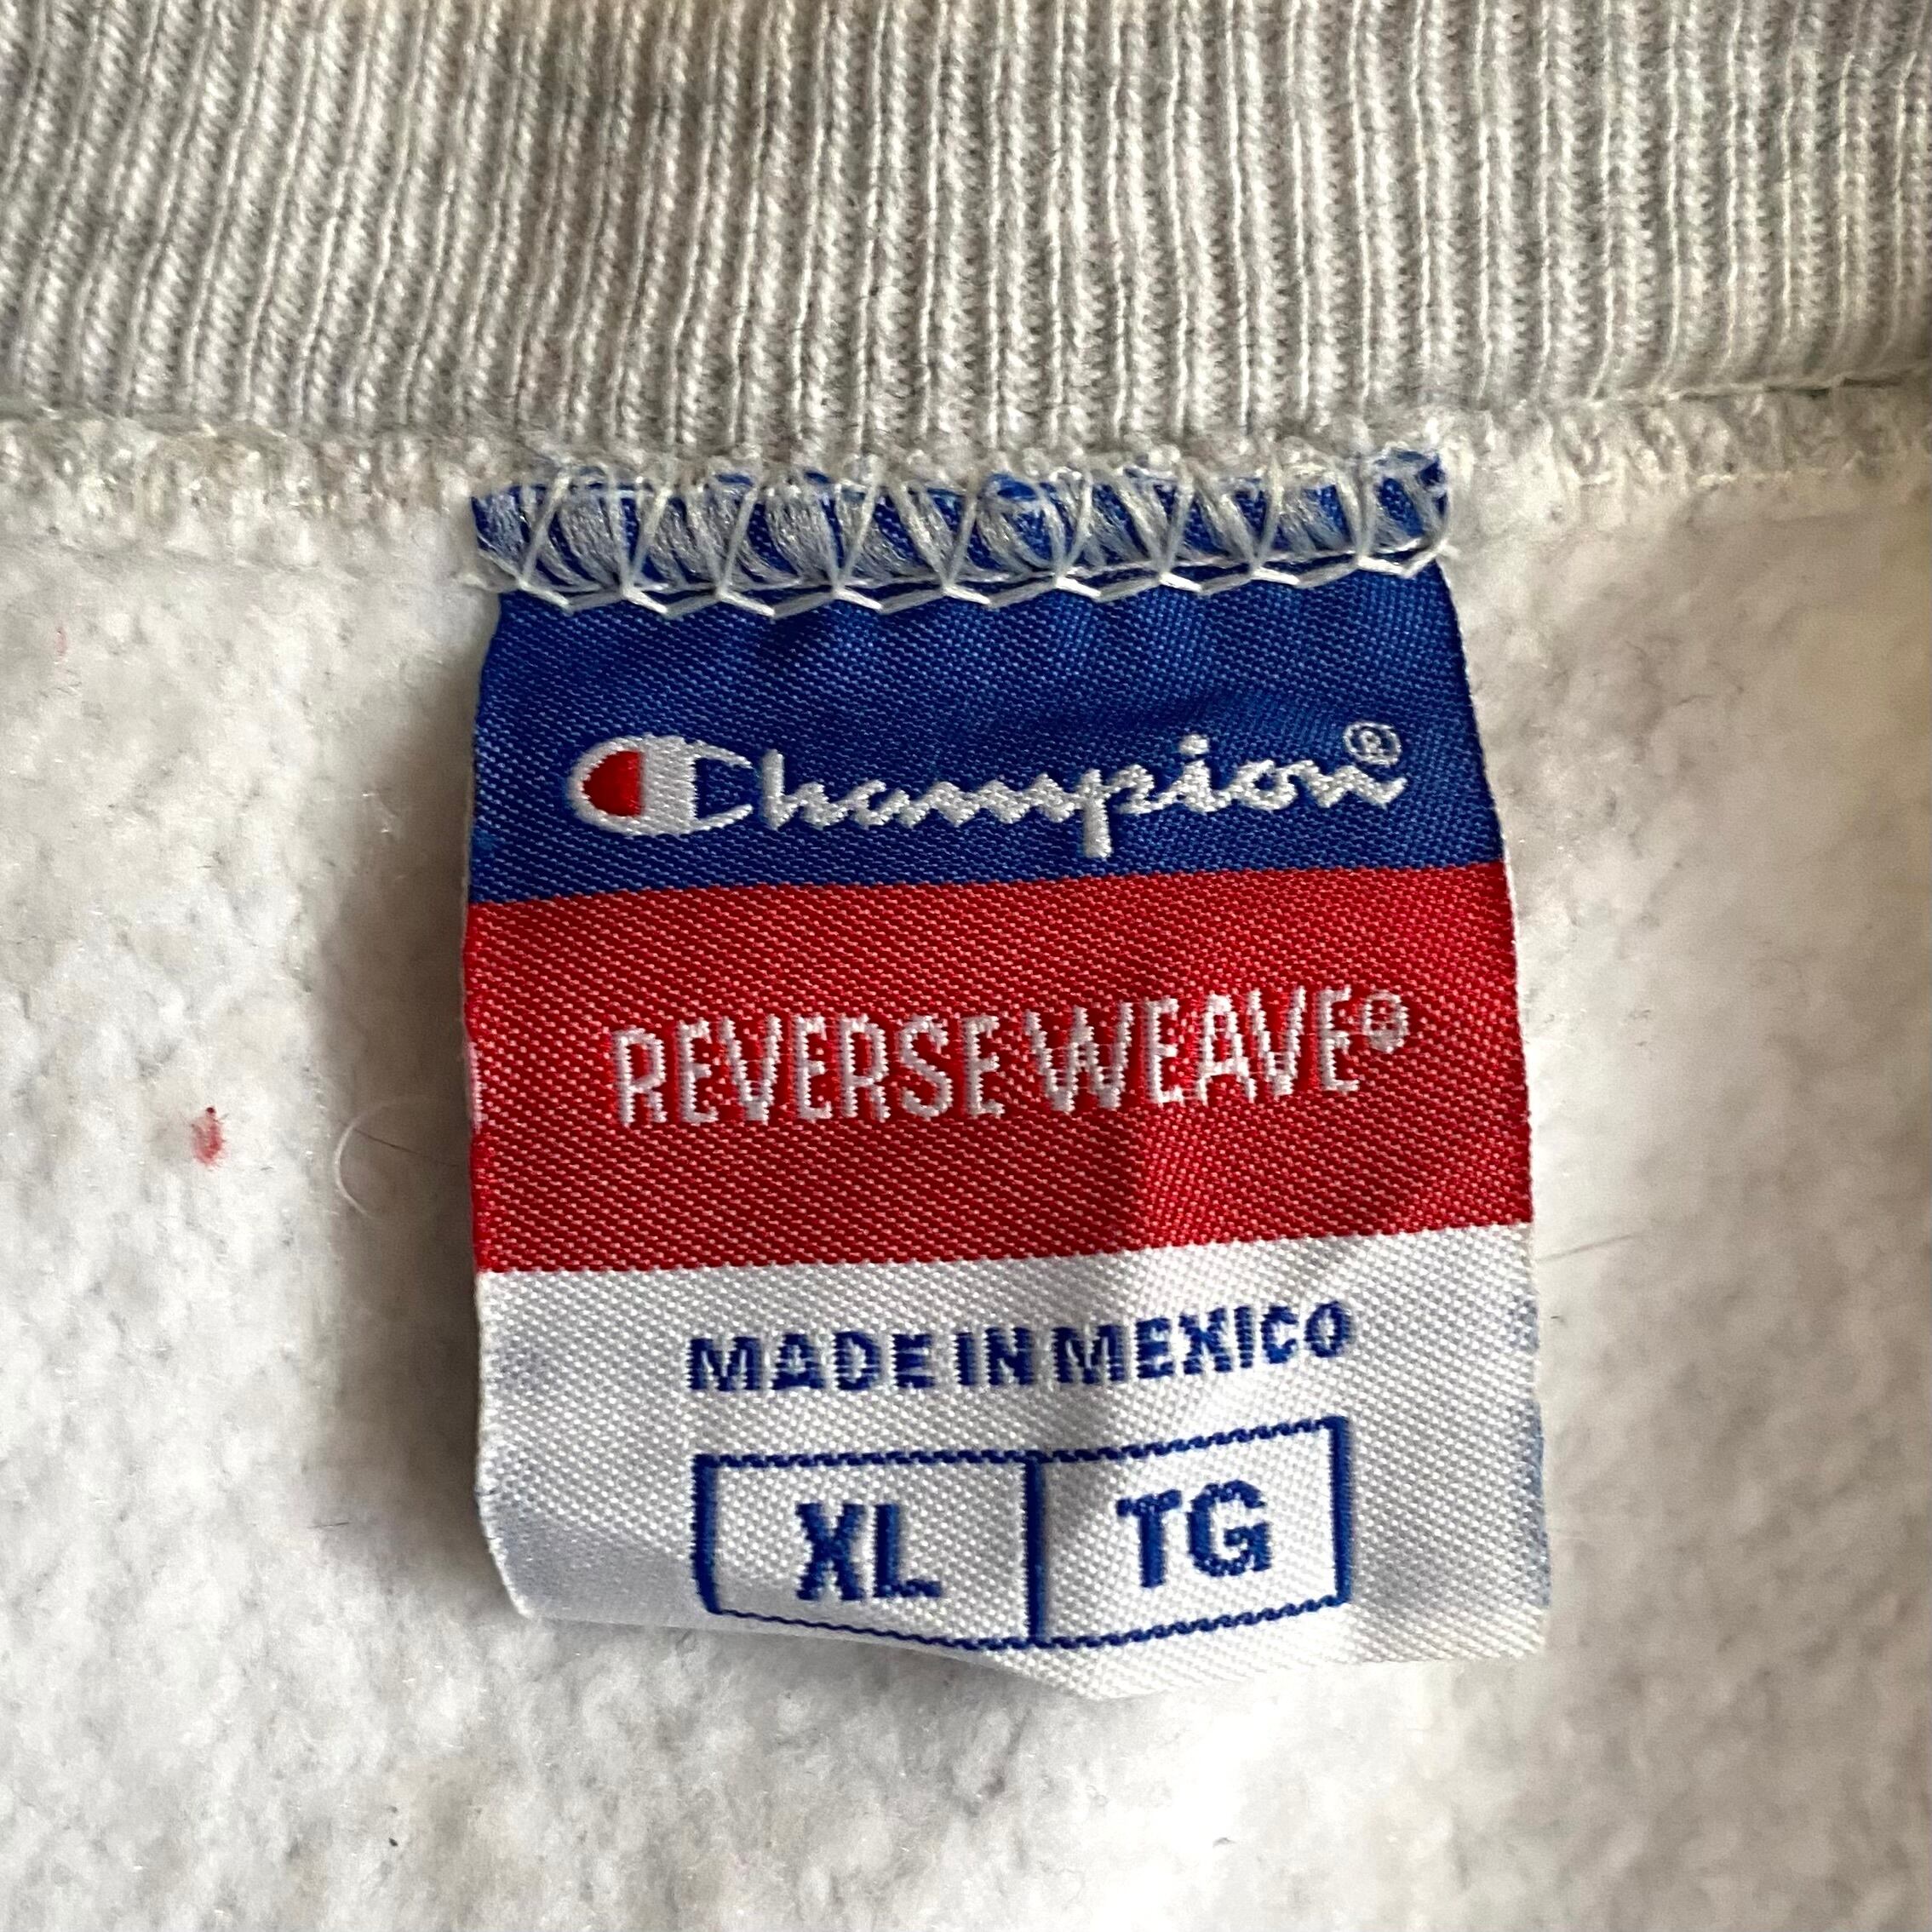 Champion®
REVERSE WEAVE®
MADE IN MEXICO
XL TG